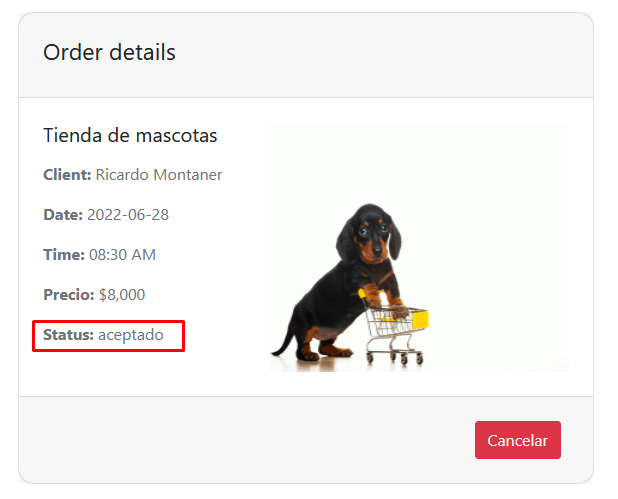 Order details
Tienda de mascotas
Client: Ricardo Montaner
Date: 2022-06-28
Time: 08:30 AM
Precio: $8,000
Status: aceptado
Cancelar